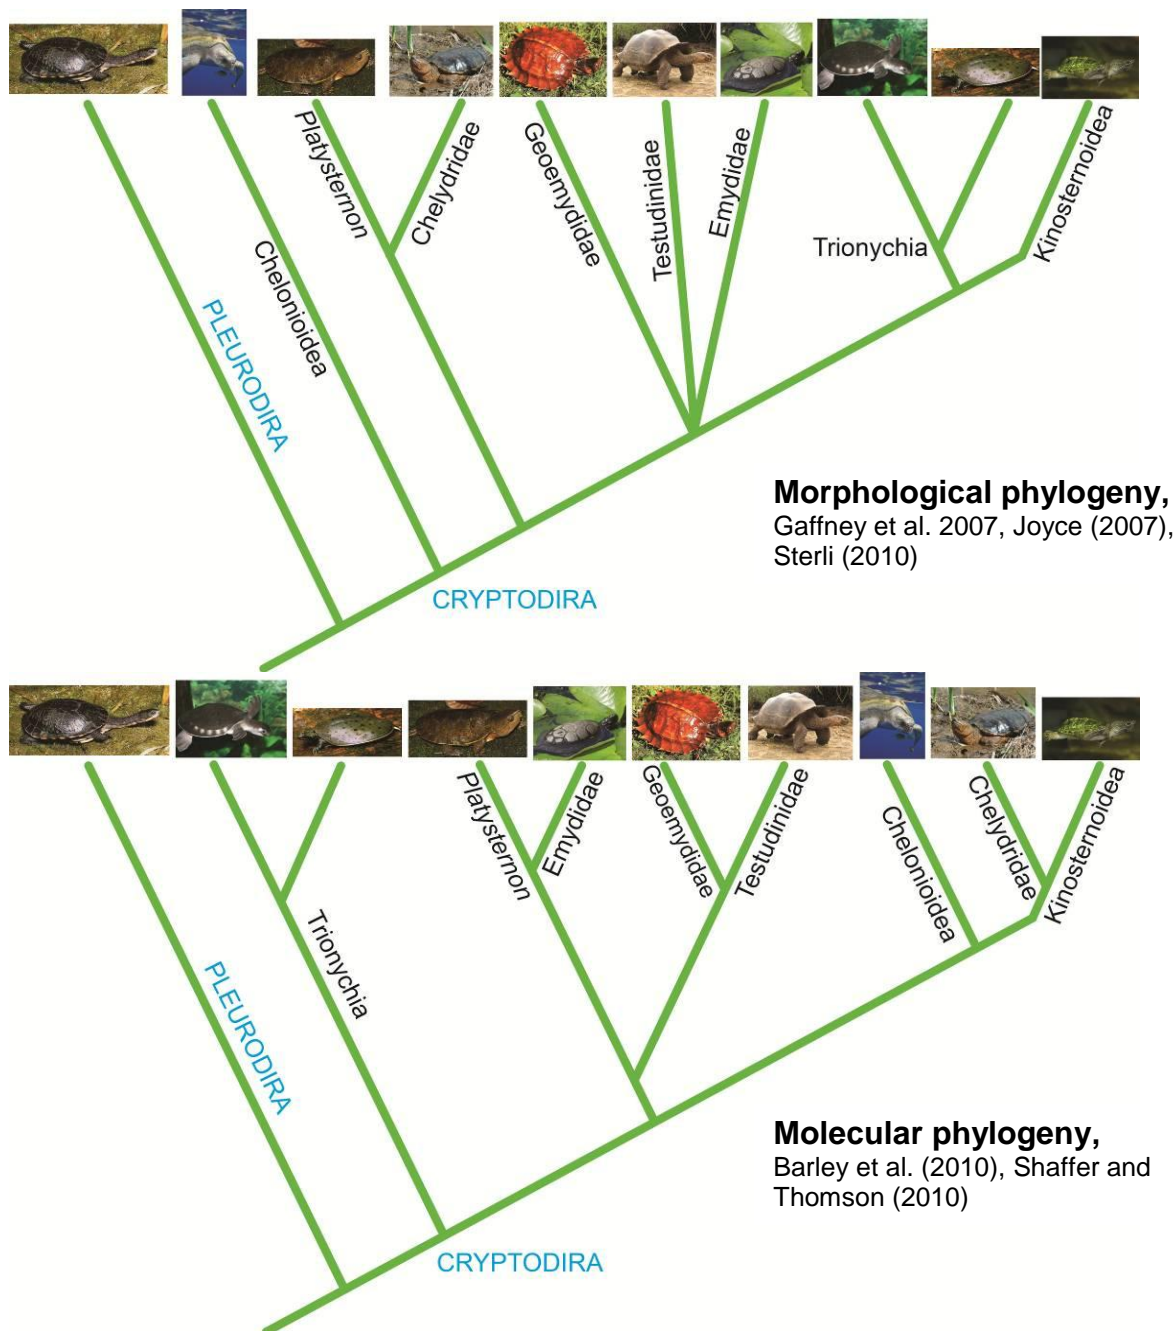 Platysternon
Chelydridae
Geoemydidae
Testudinidae
Emydidae
Trionychia
Kinosternoidea
Chelonioidea
PLEURODIRA
CRYPTODIRA
Morphological phylogeny,
Gaffney et al. 2007, Joyce (2007),
Sterli (2010)
Platysternon
Emydidae
Geoemydidae
Testudinidae
Chelonioidea
Chelydridae
Kinosternoidea
Trionychia
PLEURODIRA
CRYPTODIRA
Molecular phylogeny,
Barley et al. (2010), Shaffer and
Thomson (2010)